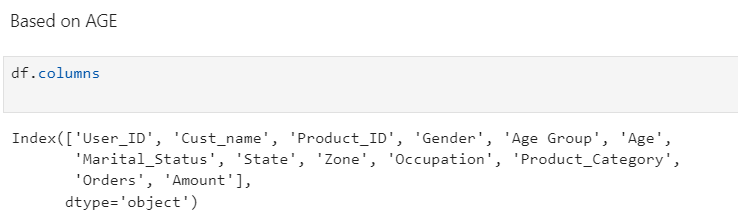 Based on AGE
df.columns
Index(['User_ID', 'Cust_name', 'Product_ID', 'Gender', 'Age Group', 'Age',
'Marital_Status', 'State', 'Zone', 'Occupation', 'Product_Category',
'Orders', 'Amount'],
dtype='object')